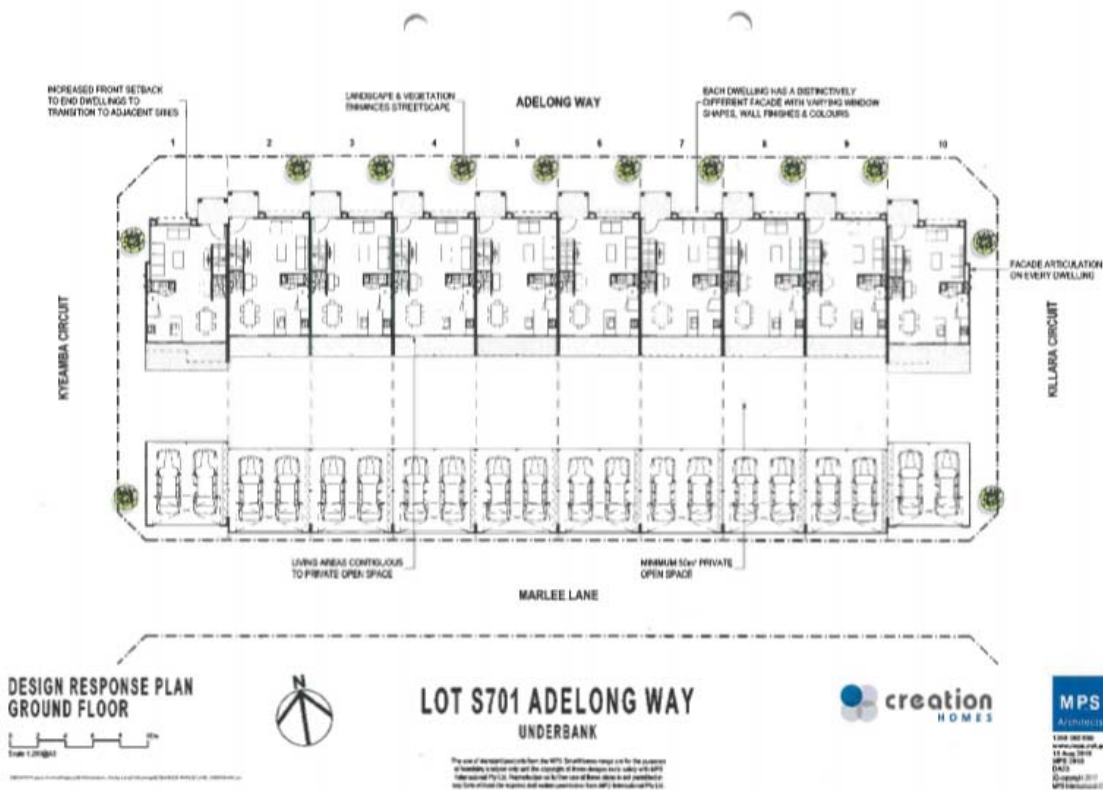 INCREASED FRONT SETBACK
TO END DWELLINGS TO
TRANSITION TO ADJACENT SITES
LANDSCAPE & VEGETATION
ENHANCES STREETSCAPE
ADELONG WAY
EACH DWELLING HAS A DISTINCTIVELY
DIFFERENT FACADE WITH VARYING WINDOW
SHAPES, WALL FINISHES & COLOURS
1 2 3 4 5 6 7 8 9 10
FACADE ARTICULATION
ON EVERY DWELLING
KYEAMBA CIRCUIT
KILLARA CIRCUIT
LIVING AREAS CONTIGUOUS
TO PRIVATE OPEN SPACE
MINIMUM 50m² PRIVATE
OPEN SPACE
MARLEE LANE
DESIGN RESPONSE PLAN
GROUND FLOOR
N
LOT S701 ADELONG WAY
UNDERBANK
creation
HOMES
MPS
Architects